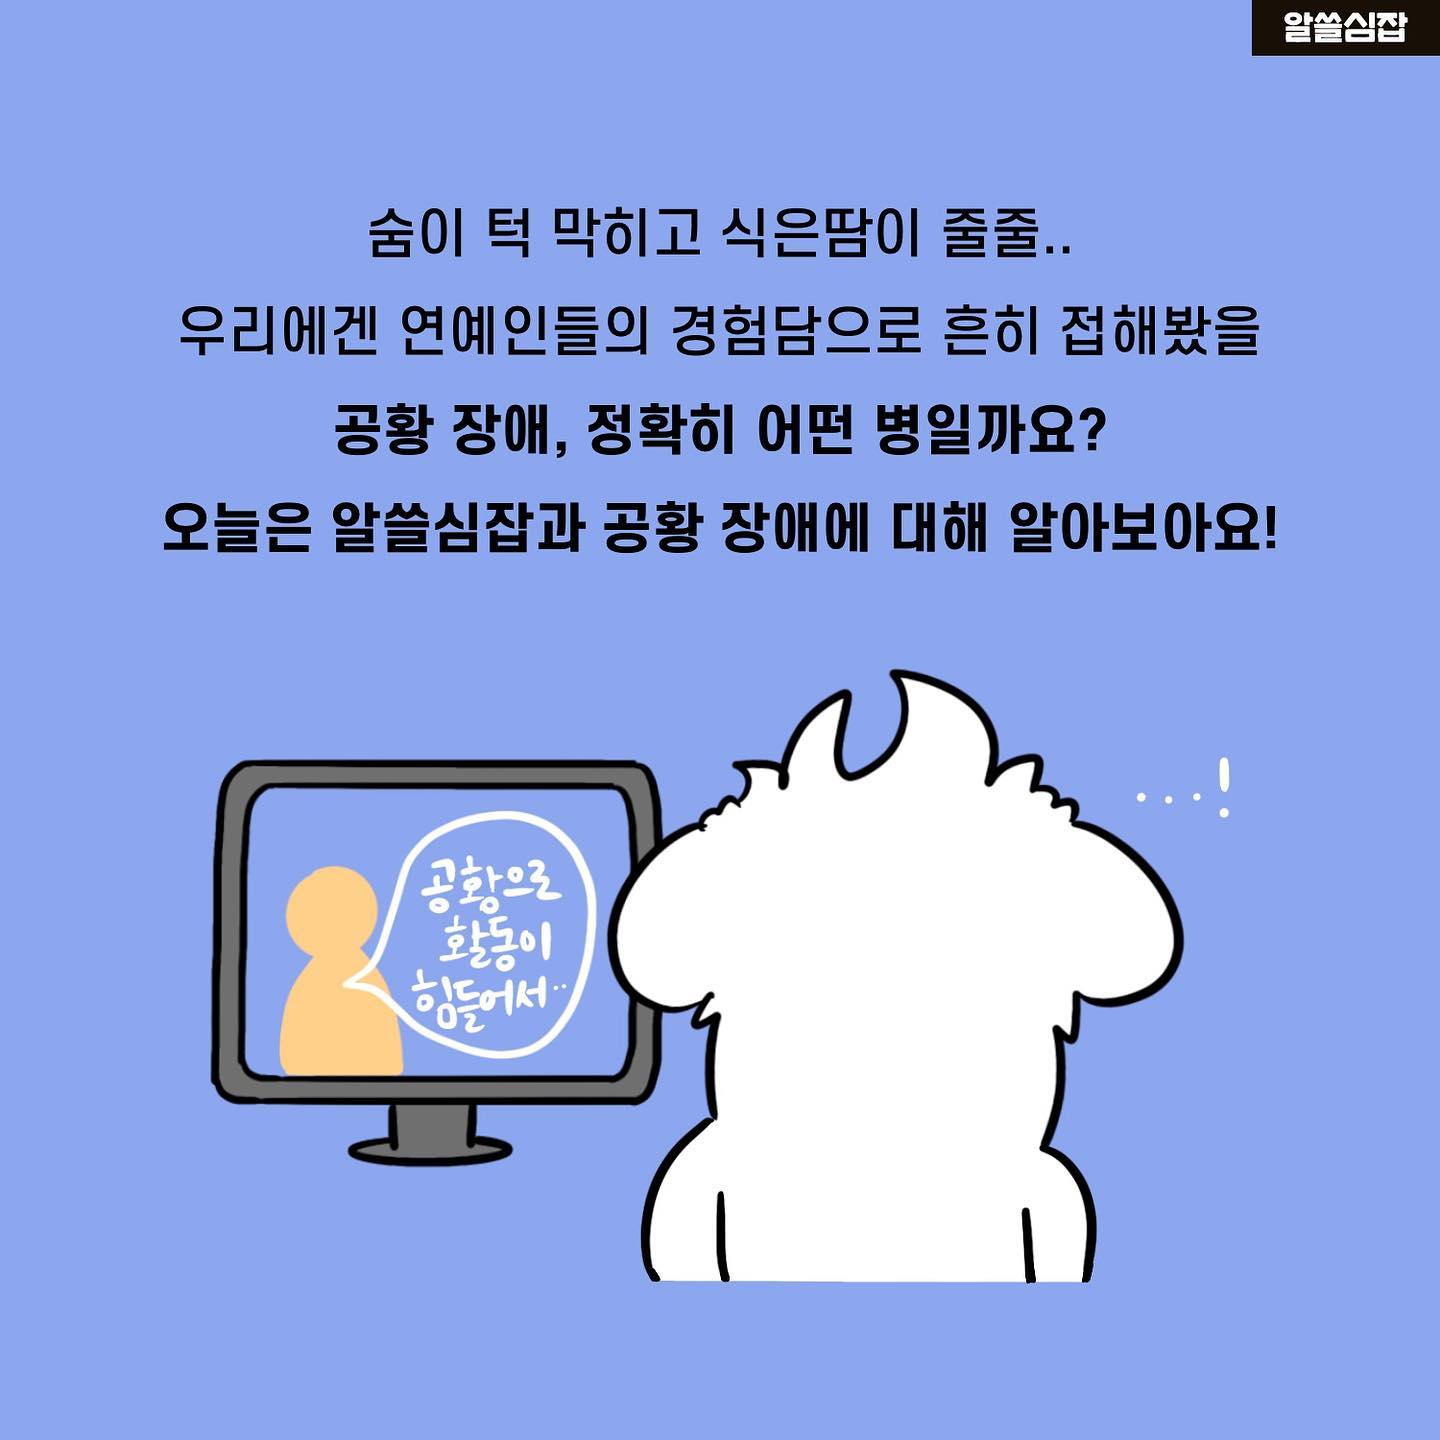 알쓸심잡
숨이 턱 막히고 식은땀이 줄줄..
우리에겐 연예인들의 경험담으로 흔히 접해봤을
공황 장애, 정확히 어떤 병일까요?
오늘은 알쓸심잡과 공황 장애에 대해 알아보아요!
...!
공황으로
활동이
힘들어서..